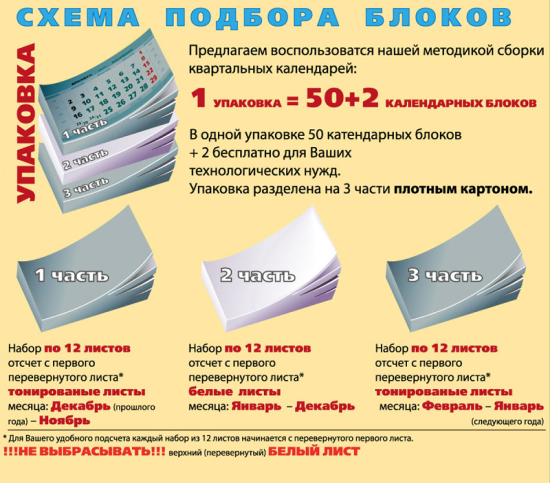 СХЕМА ПОДБОРА БЛОКОВ
УПАКОВКА
1 часть
2 часть
3 часть
Предлагаем воспользоватся нашей методикой сборки
квартальных календарей:
1 УПАКОВКА = 50+2 КАЛЕНДАРНЫХ БЛОКОВ
В одной упаковке 50 катендарных блоков
+ 2 бесплатно для Ваших
технологических нужд.
Упаковка разделена на 3 части плотным картоном.
1 часть
2 часть
3 часть
Набор по 12 листов
отсчет с первого
перевернутого листа*
тонированые листы
месяца: Декабрь (прошлого
года) – Ноябрь
Набор по 12 листов
отсчет с первого
перевернутого листа*
белые листы
месяца: Январь – Декабрь
Набор по 12 листов
отсчет с первого
перевернутого листа*
тонированые листы
месяца: Февраль – Январь
(следующего года)
* Для Вашего удобного подсчета каждый набор из 12 листов начинается с перевернутого первого листа.
!!!НЕ ВЫБРАСЫВАТЬ!!! верхний (перевернутый) БЕЛЫЙ ЛИСТ